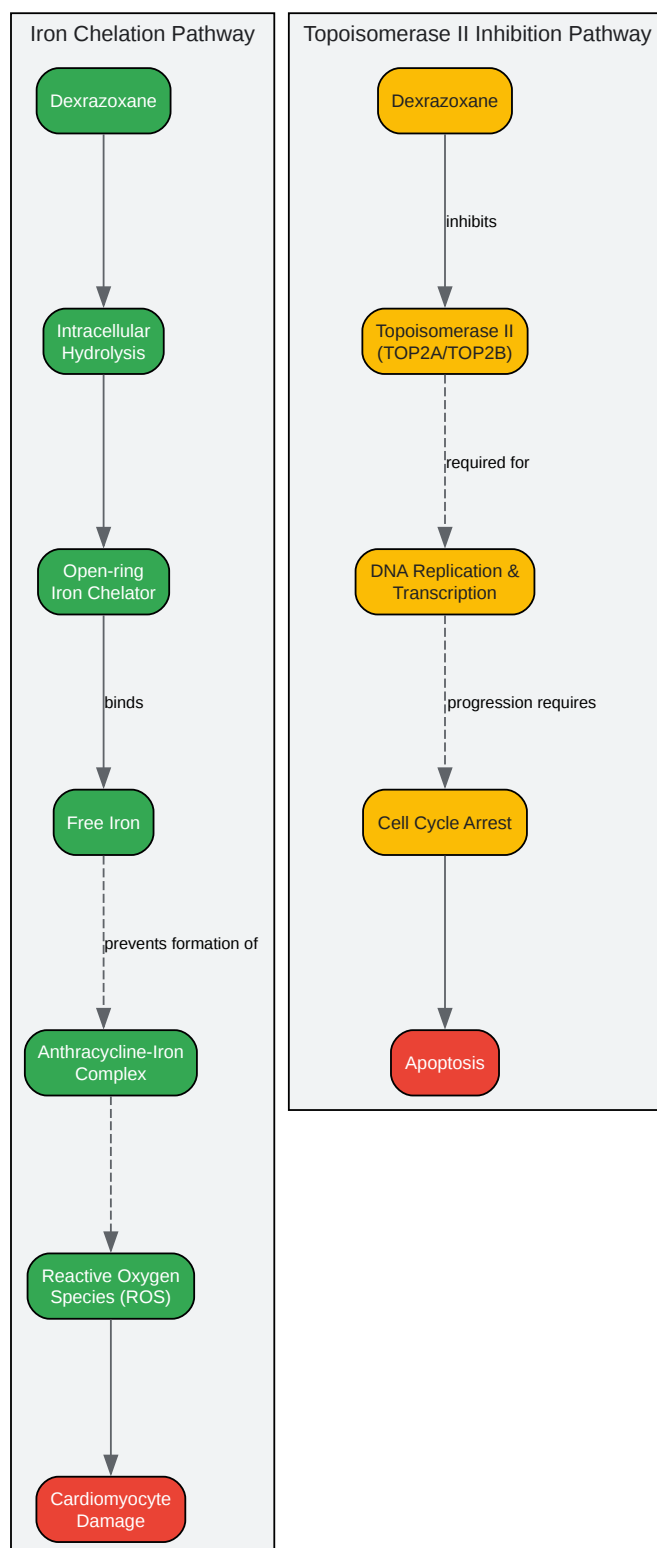 Iron Chelation Pathway
Dexrazoxane
Intracellular
Hydrolysis
Open-ring
Iron Chelator
binds
Free Iron
prevents formation of
Anthracycline-Iron
Complex
Reactive Oxygen
Species (ROS)
Cardiomyocyte
Damage
Topoisomerase II Inhibition Pathway
Dexrazoxane
inhibits
Topoisomerase II
(TOP2A/TOP2B)
required for
DNA Replication &
Transcription
progression requires
Cell Cycle Arrest
Apoptosis